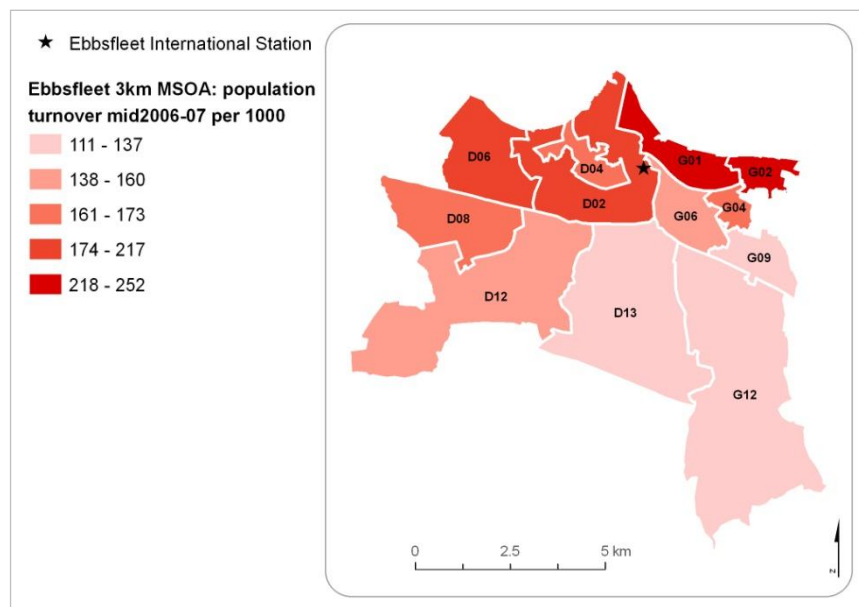 ★ Ebbsfleet International Station
Ebbsfleet 3km MSOA: population
turnover mid2006-07 per 1000
111 - 137
138 - 160
161 - 173
174 - 217
218 - 252
D06
D04
G01
G02
D02
G06
G04
D08
G09
D12
D13
G12
0 2.5 5 km
N